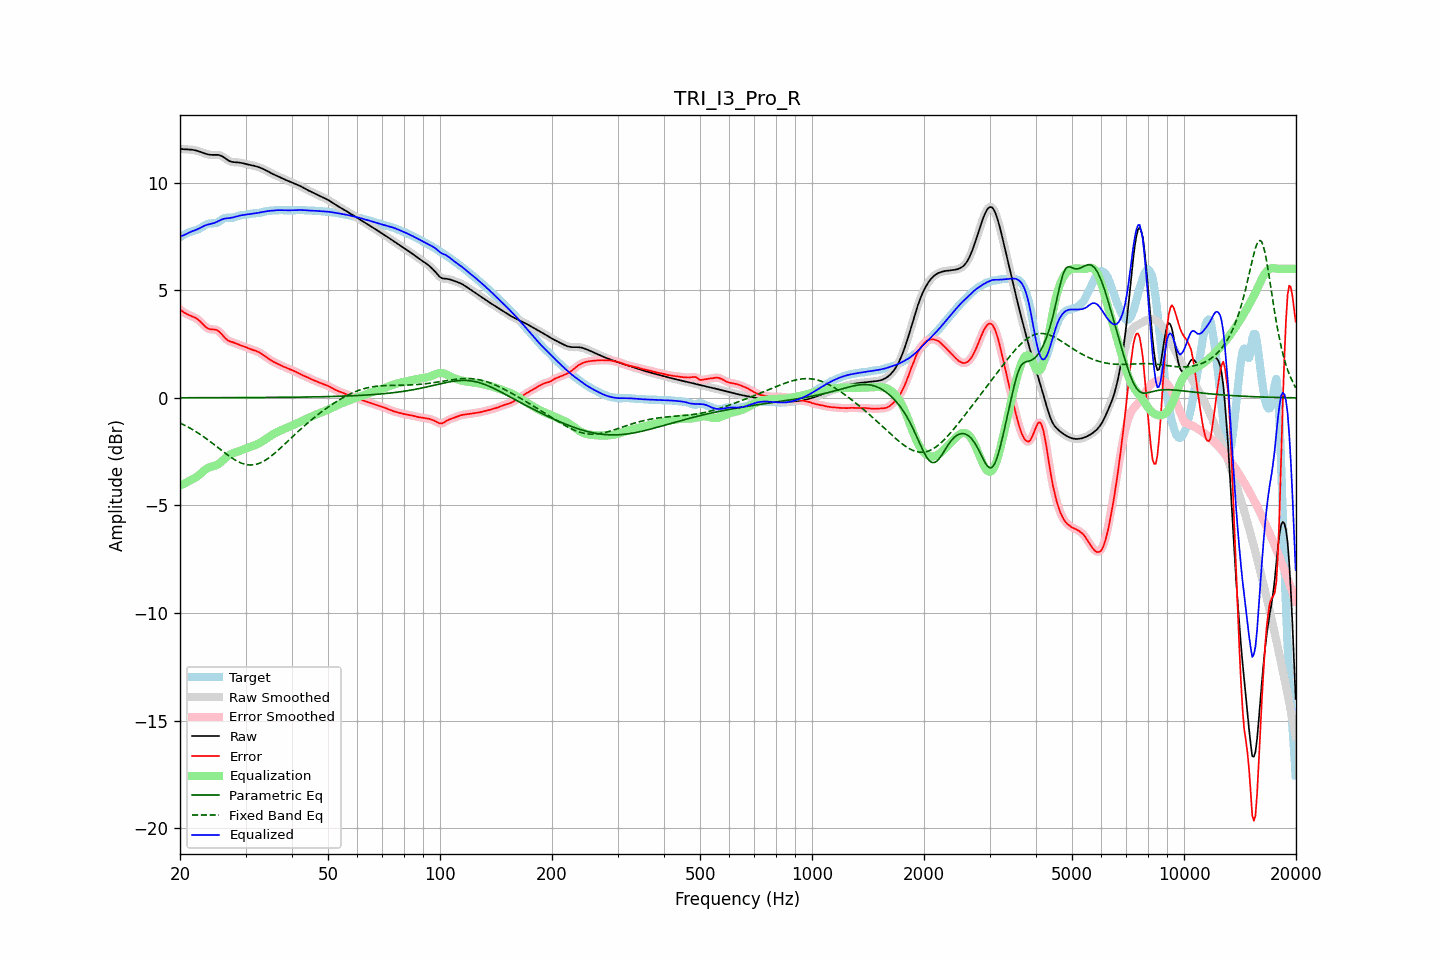 TRI_I3_Pro_R
Amplitude (dBr)
10
5
0
−5
−10
−15
−20
Target
Raw Smoothed
Error Smoothed
Raw
Error
Equalization
Parametric Eq
Fixed Band Eq
Equalized
20 50 100 200 500 1000 2000 5000 10000 20000
Frequency (Hz)